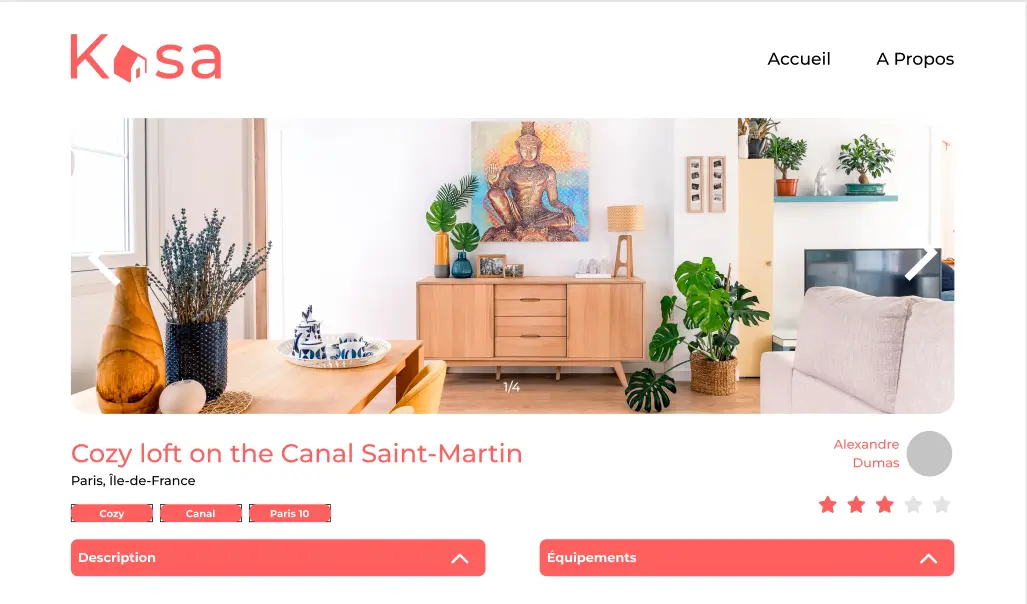 Kasa
Accueil
A Propos
1/4
Cozy loft on the Canal Saint-Martin
Paris, Île-de-France
Alexandre
Dumas
Cozy
Canal
Paris 10
Description
Équipements